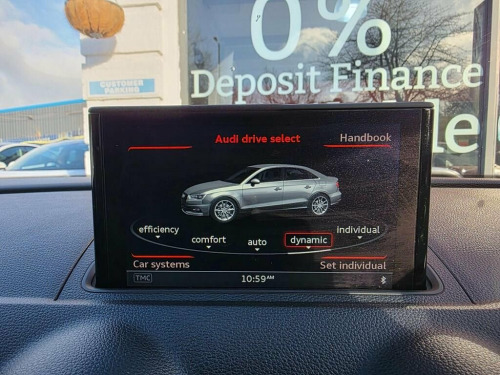 0%
Deposit Finance
CUSTOMER
PARKING
Audi drive select
Handbook
efficiency
comfort
auto
dynamic
individual
Car systems
Set individual
TMC
10:59AM